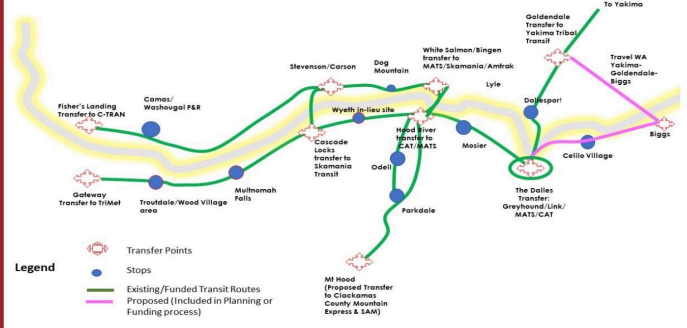 To Yakima
Goldendale
Transfer to
Yakima Tribal
Transit
White Salmon/Bingen
transfer to
MATS/Skamania/Amtrak
Travel WA
Yakima-
Goldendale-
Biggs
Stevenson/Carson
Dog
Mountain
Lyle
Fisher's Landing
Transfer to C-TRAN
Camas/
Washougal P&R
Wyeth in-lieu site
Dallesport
Hood River
transfer to
CAT/MATS
Cascade
Locks
transfer to
Skamania
Transit
Mosier
Celilo Village
Biggs
Odell
Gateway
Transfer to TriMet
Troutdale/Wood Village
area
Multnomah
Falls
Parkdale
The Dalles
Transfer:
Greyhound/Link/
MATS/CAT
Mt Hood
(Proposed Transfer
to Clackamas
County Mountain
Express & SAM)
Legend
Transfer Points
Stops
Existing/Funded Transit Routes
Proposed (Included in Planning or
Funding process)